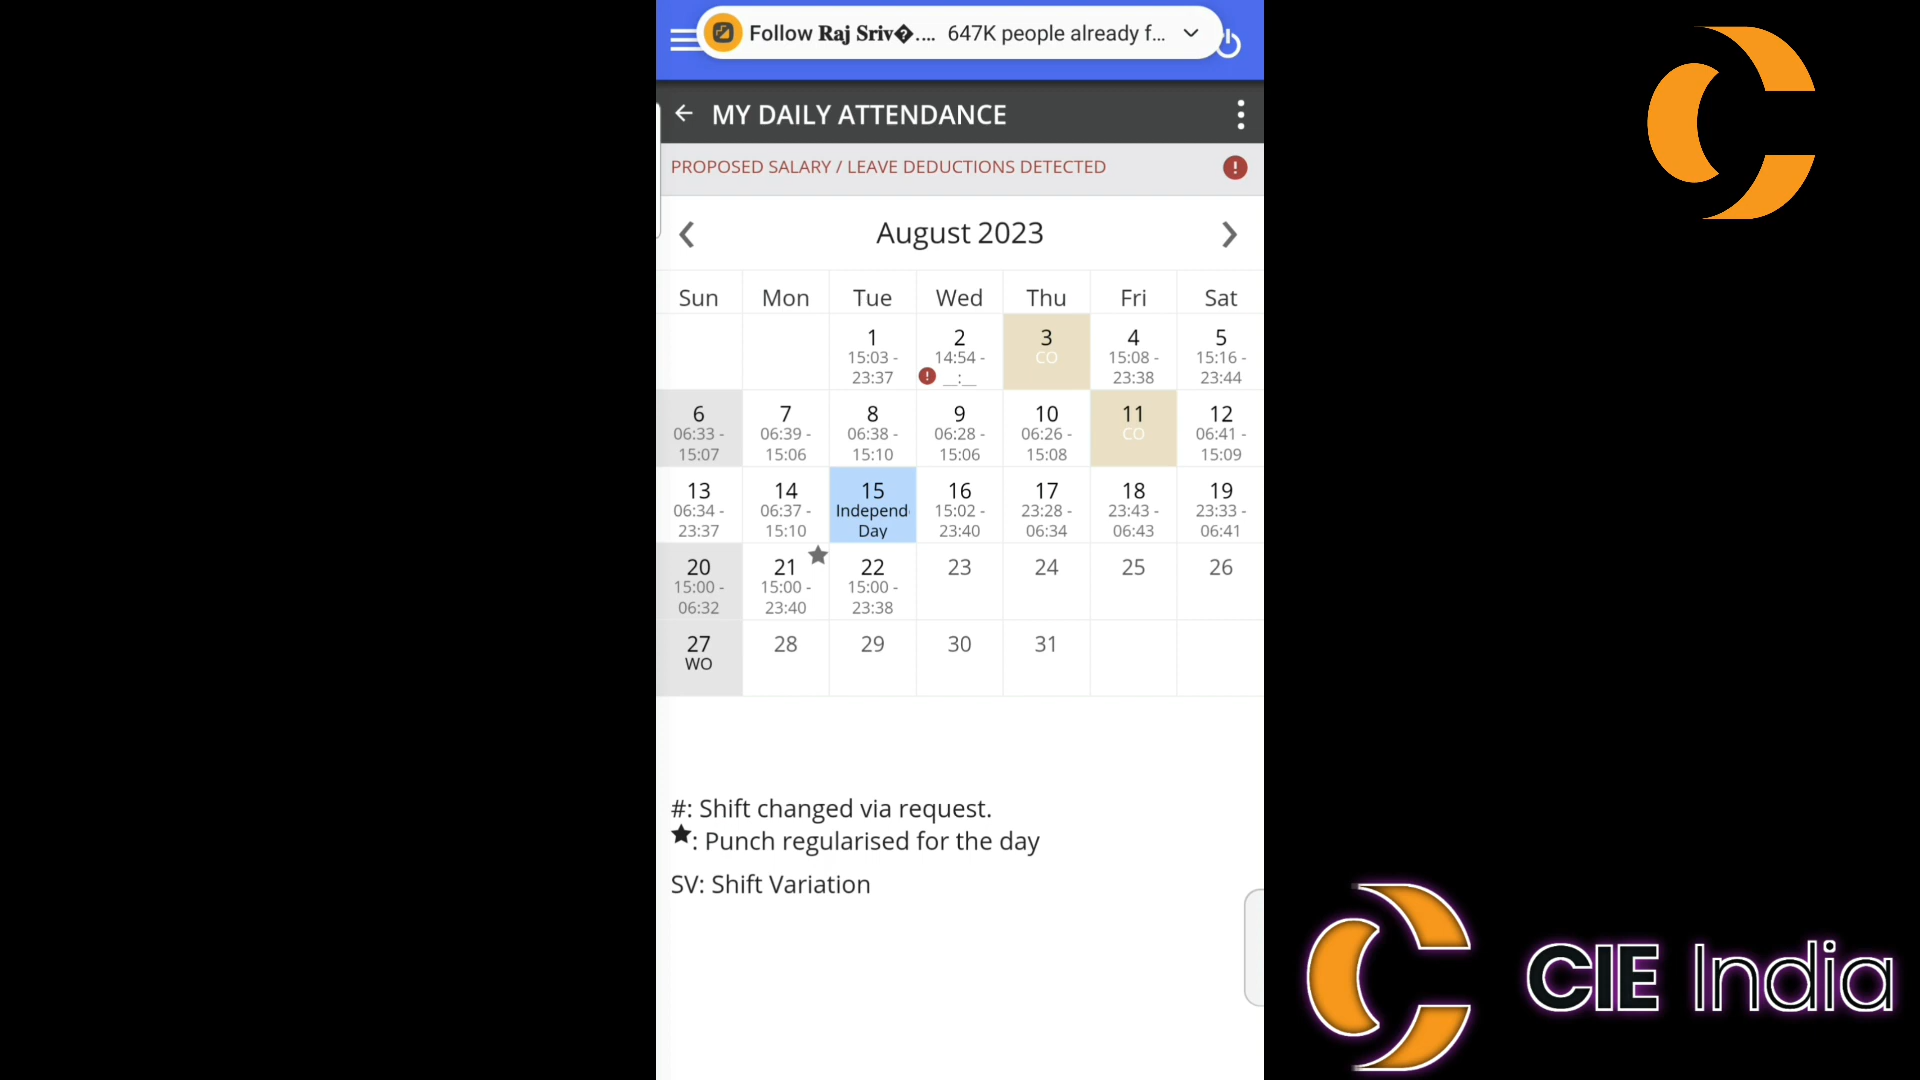 Follow Raj Sriv�.... 647K people already f...
MY DAILY ATTENDANCE
PROPOSED SALARY / LEAVE DEDUCTIONS DETECTED
August 2023
Sun Mon Tue Wed Thu Fri Sat
1 2 3 4 5
15:03 - 14:54 - CO 15:08 - 15:16 -
23:37 __:__ 23:38 23:44
6 7 8 9 10 11 12
06:33 - 06:39 - 06:38 - 06:28 - 06:26 - CO 06:41 -
15:07 15:06 15:10 15:06 15:08 15:09
13 14 15 16 17 18 19
06:34 - 06:37 - Independ 15:02 - 23:28 - 23:43 - 23:33 -
23:37 15:10 Day 23:40 06:34 06:43 06:41
20 21 22 23 24 25 26
15:00 - 15:00 - 15:00 -
06:32 23:40 23:38
27 28 29 30 31
WO
#: Shift changed via request.
★: Punch regularised for the day
SV: Shift Variation
CIE India